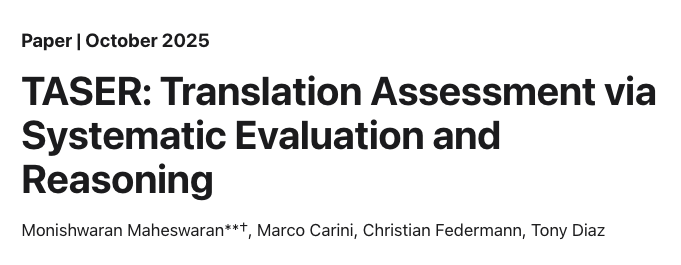 Paper | October 2025
TASER: Translation Assessment via
Systematic Evaluation and
Reasoning
Monishwaran Maheswaran**†, Marco Carini, Christian Federmann, Tony Diaz